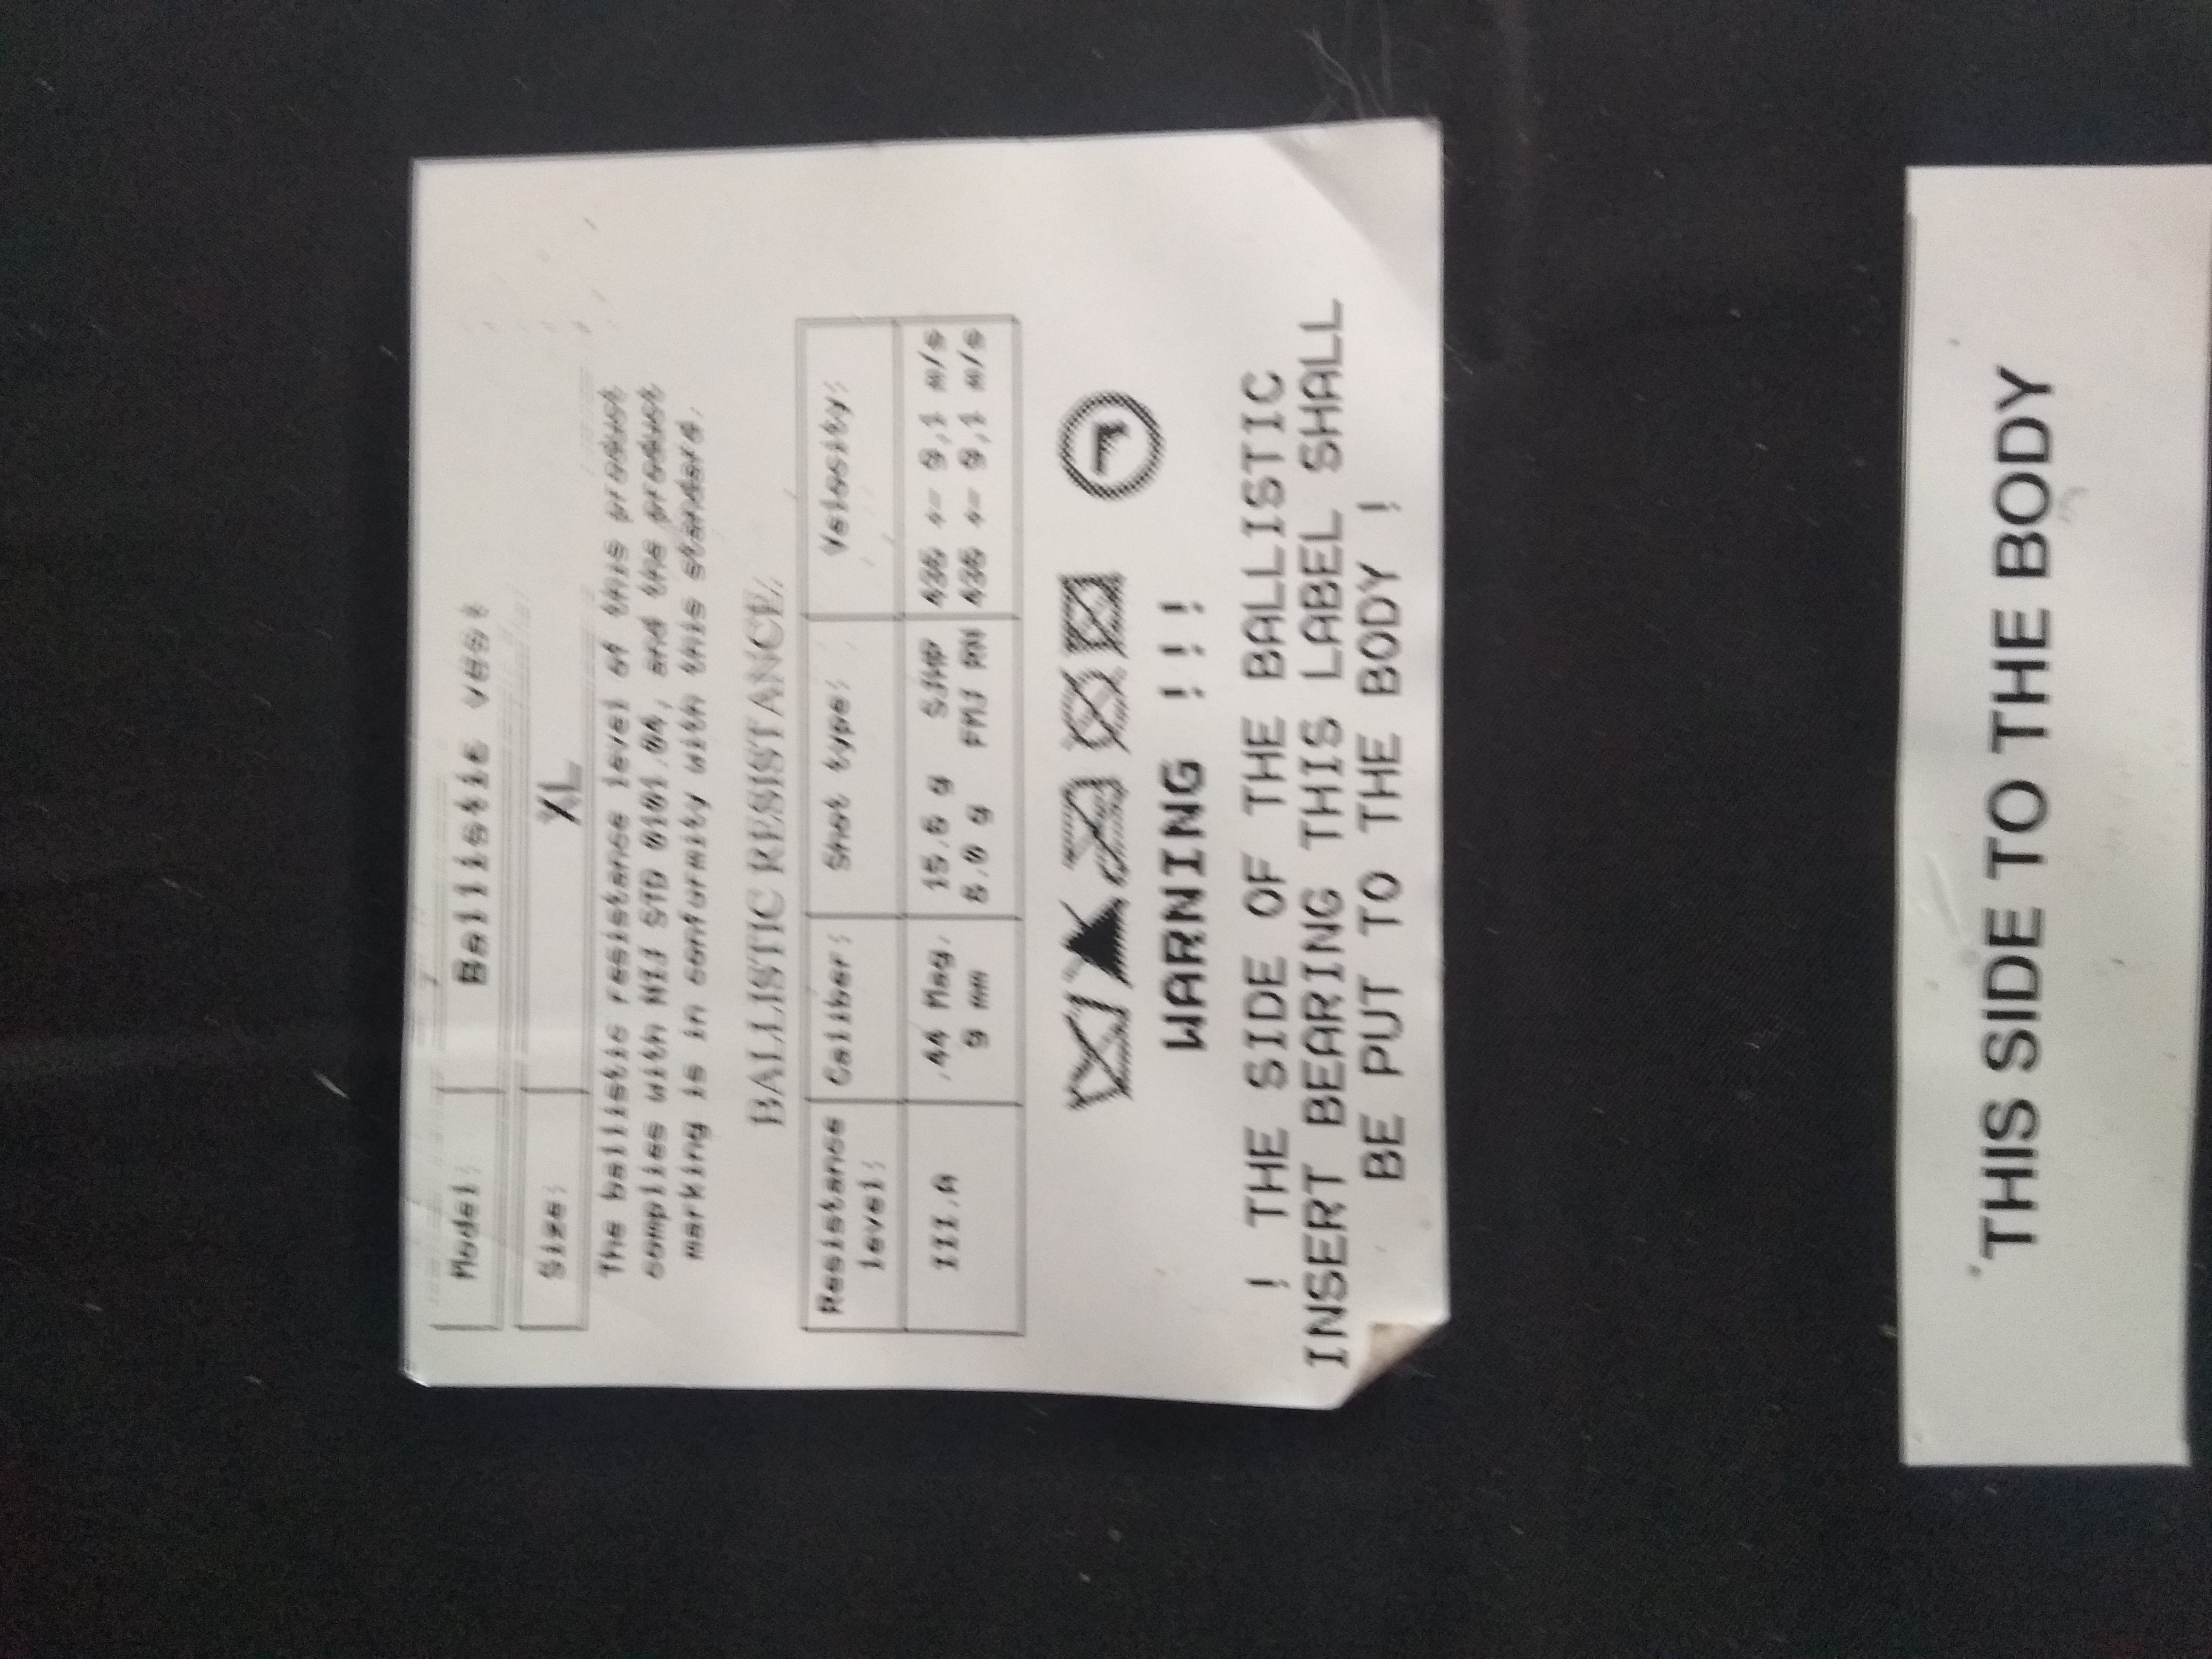 Model: Ballistic vest
Size: XL
The ballistic resistance level of this product
complies with NIJ STD 0101.04, and the product
marking is in conformity with this standard.
BALLISTIC RESISTANCE
Resistance level: Caliber: Shot type: Velocity:
III.A .44 Mag. 15.6 g SJHP 436 +- 9,1 m/s
9 mm 8.0 g FMJ RN 436 +- 9,1 m/s
WARNING !!!
! THE SIDE OF THE BALLISTIC
INSERT BEARING THIS LABEL SHALL
BE PUT TO THE BODY !
THIS SIDE TO THE BODY